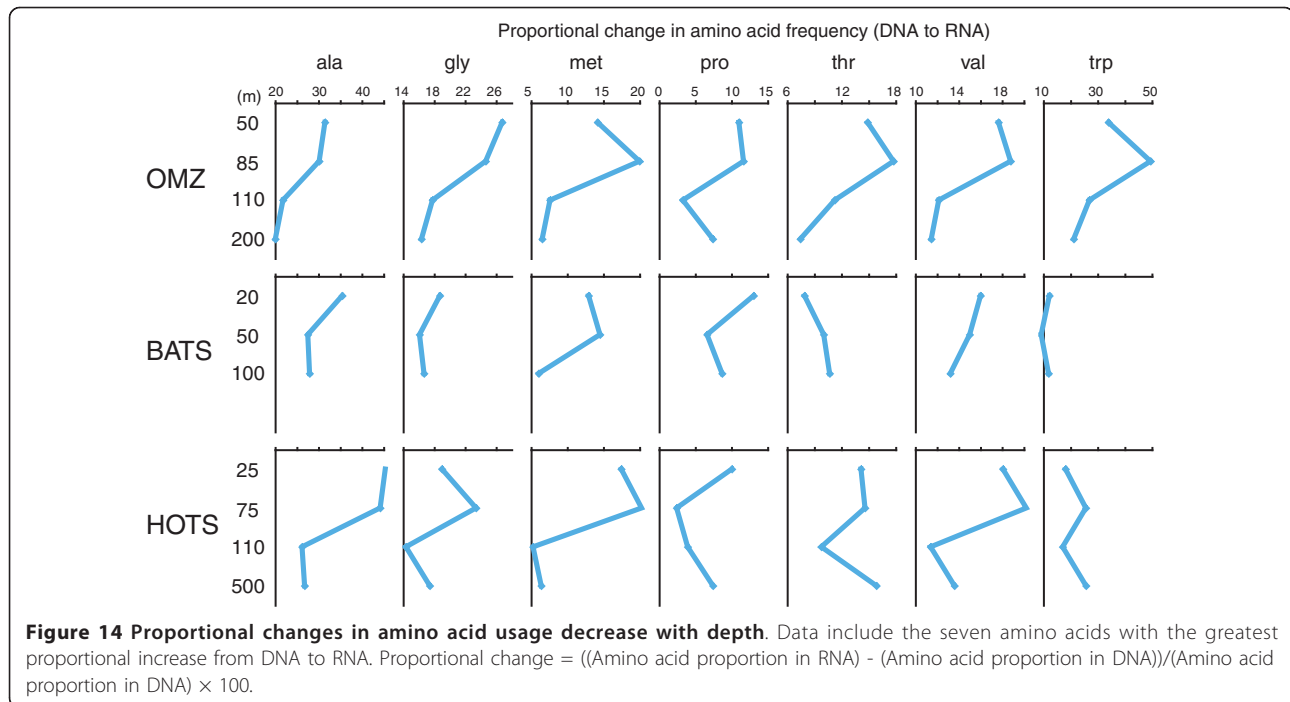 Proportional change in amino acid frequency (DNA to RNA)
ala gly met pro thr val trp
(m) 20 30 40 14 18 22 26 5 10 15 20 0 5 10 15 6 12 18 10 14 18 10 30 50
50
85
OMZ
110
200
20
50
BATS
100
25
75
HOTS
110
500
Figure 14 Proportional changes in amino acid usage decrease with depth. Data include the seven amino acids with the greatest
proportional increase from DNA to RNA. Proportional change = ((Amino acid proportion in RNA) - (Amino acid proportion in DNA))/(Amino acid
proportion in DNA) × 100.